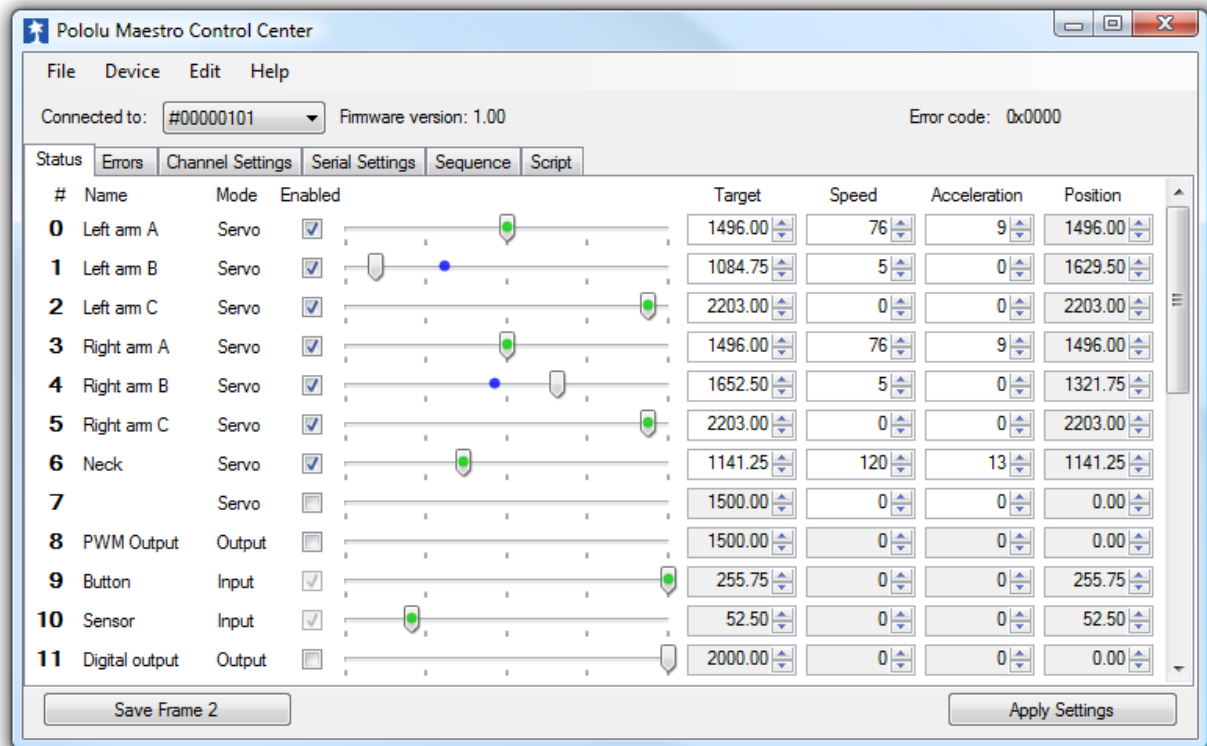 Pololu Maestro Control Center
File Device Edit Help
Connected to: #00000101 Firmware version: 1.00 Error code: 0x0000
Status Errors Channel Settings Serial Settings Sequence Script
# Name Mode Enabled Target Speed Acceleration Position
0 Left arm A Servo 1496.00 76 9 1496.00
1 Left arm B Servo 1084.75 5 0 1629.50
2 Left arm C Servo 2203.00 0 0 2203.00
3 Right arm A Servo 1496.00 76 9 1496.00
4 Right arm B Servo 1652.50 5 0 1321.75
5 Right arm C Servo 2203.00 0 0 2203.00
6 Neck Servo 1141.25 120 13 1141.25
7 Servo 1500.00 0 0 0.00
8 PWM Output Output 1500.00 0 0 0.00
9 Button Input 255.75 0 0 255.75
10 Sensor Input 52.50 0 0 52.50
11 Digital output Output 2000.00 0 0 0.00
Save Frame 2 Apply Settings